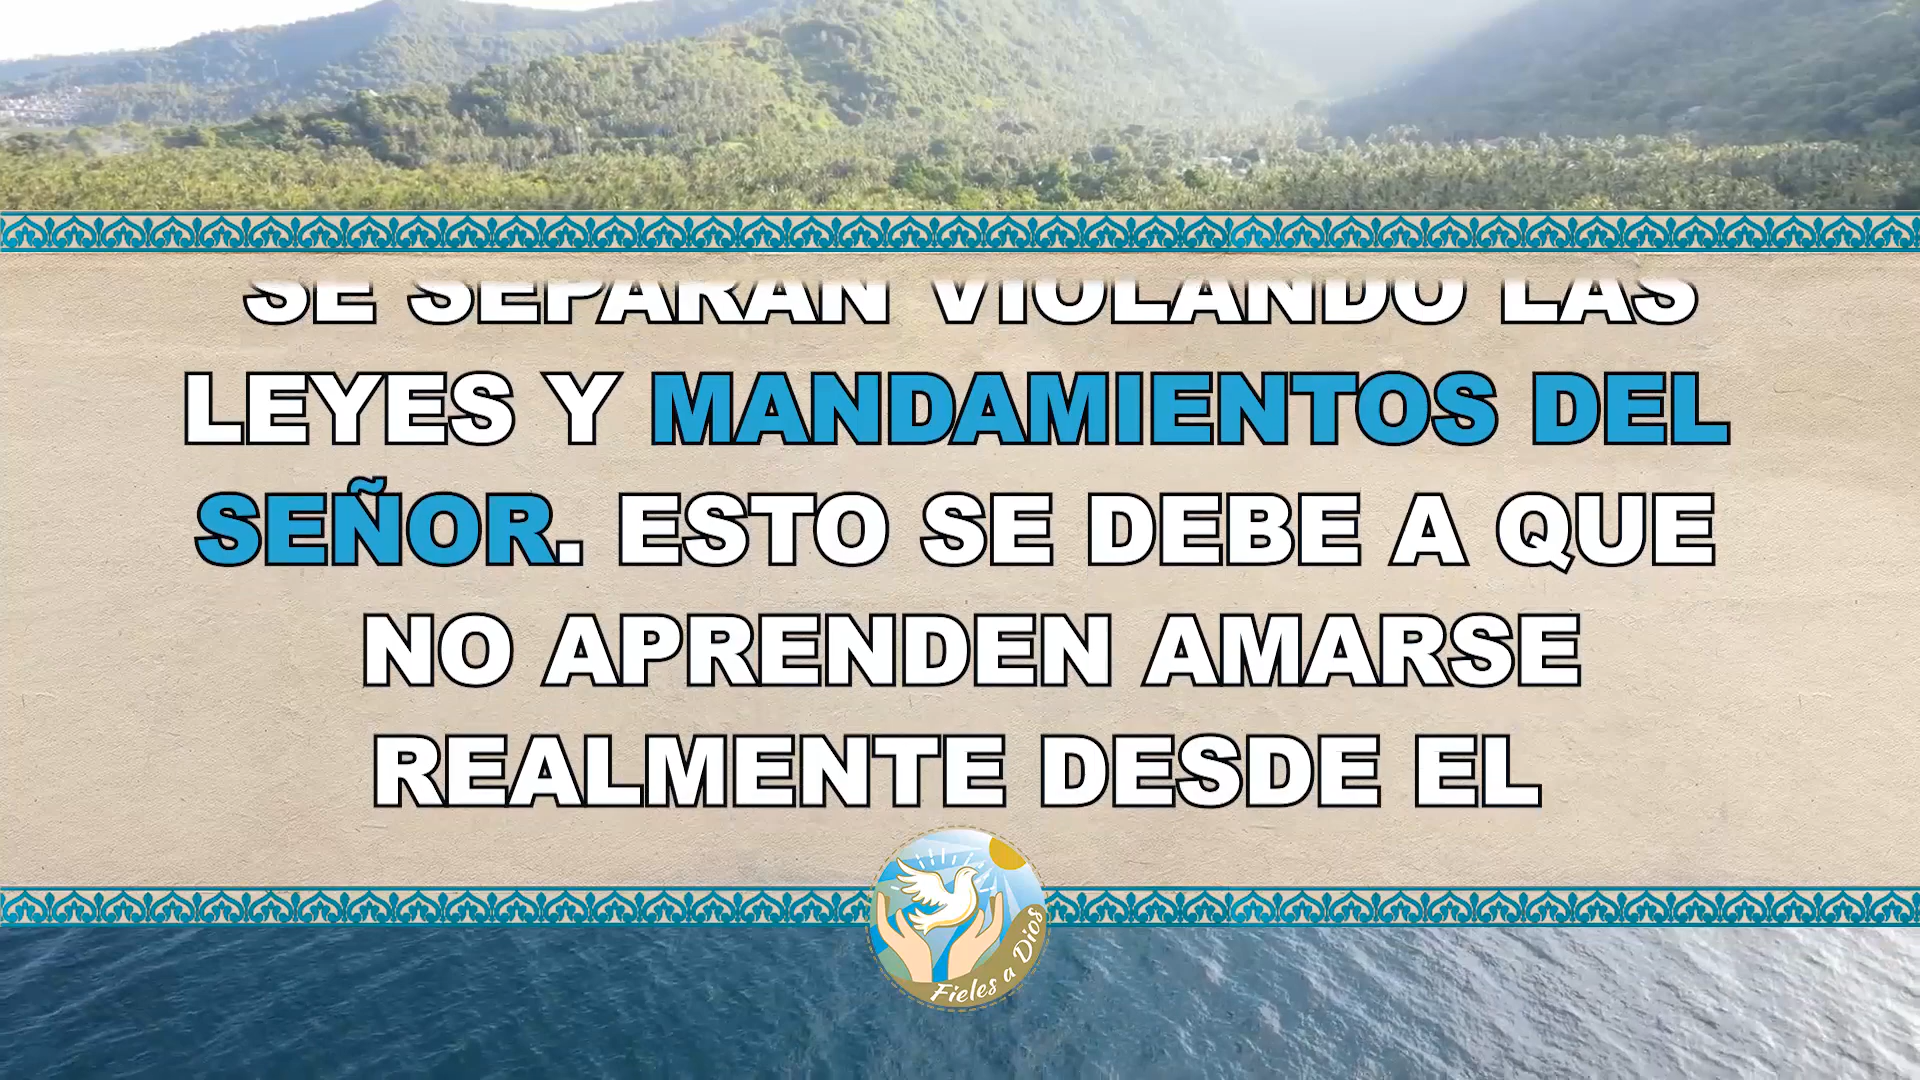 SE SEPARAN VIOLANDO LAS
LEYES Y MANDAMIENTOS DEL
SEÑOR. ESTO SE DEBE A QUE
NO APRENDEN AMARSE
REALMENTE DESDE EL
Fieles a Dios